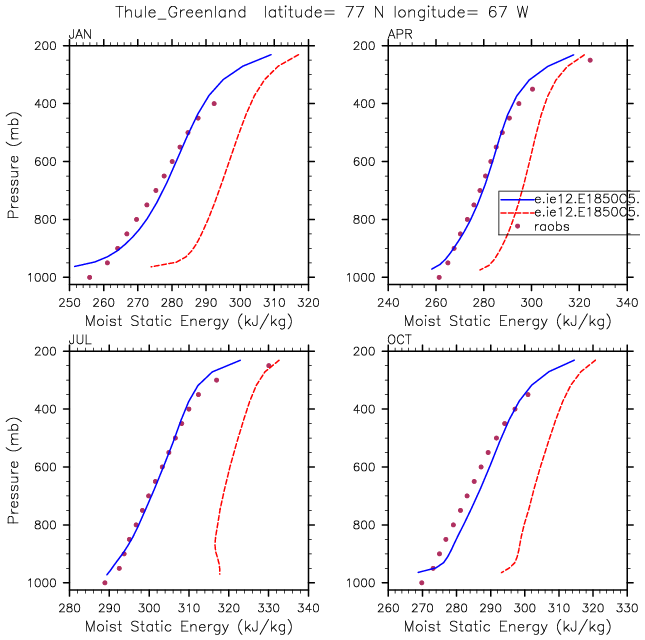 Thule_Greenland latitude= 77 N longitude= 67 W
JAN
200
400
600
800
1000
Pressure (mb)
250 260 270 280 290 300 310 320
Moist Static Energy (kJ/kg)
APR
200
400
600
800
1000
240 260 280 300 320 340
Moist Static Energy (kJ/kg)
e.ie12.E1850C5.
e.ie12.E1850C5.
raobs
JUL
200
400
600
800
1000
Pressure (mb)
280 290 300 310 320 330 340
Moist Static Energy (kJ/kg)
OCT
200
400
600
800
1000
260 270 280 290 300 310 320 330
Moist Static Energy (kJ/kg)